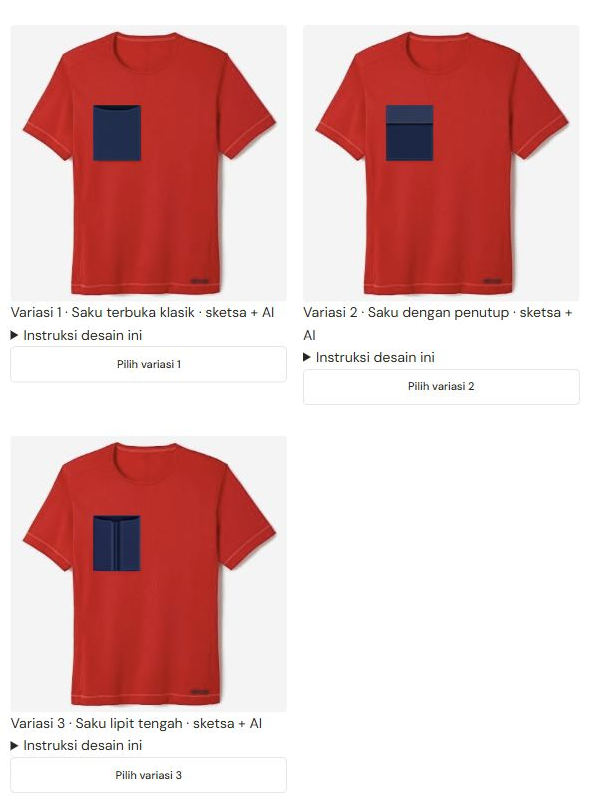 Variasi 1 · Saku terbuka klasik · sketsa + AI
▶ Instruksi desain ini
Pilih variasi 1
Variasi 2 · Saku dengan penutup · sketsa +
AI
▶ Instruksi desain ini
Pilih variasi 2
Variasi 3 · Saku lipit tengah · sketsa + AI
▶ Instruksi desain ini
Pilih variasi 3